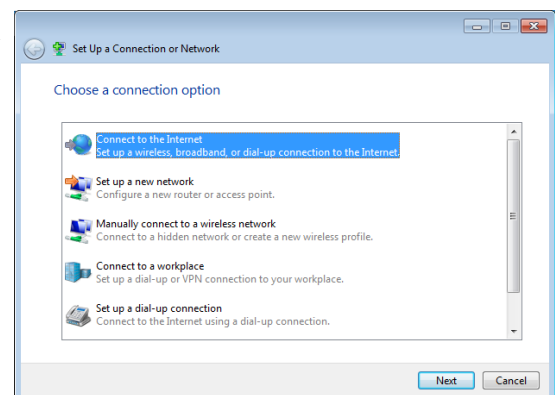 Set Up a Connection or Network
Choose a connection option
Connect to the Internet
Set up a wireless, broadband, or dial-up connection to the Internet.
Set up a new network
Configure a new router or access point.
Manually connect to a wireless network
Connect to a hidden network or create a new wireless profile.
Connect to a workplace
Set up a dial-up or VPN connection to your workplace.
Set up a dial-up connection
Connect to the Internet using a dial-up connection.
Next Cancel